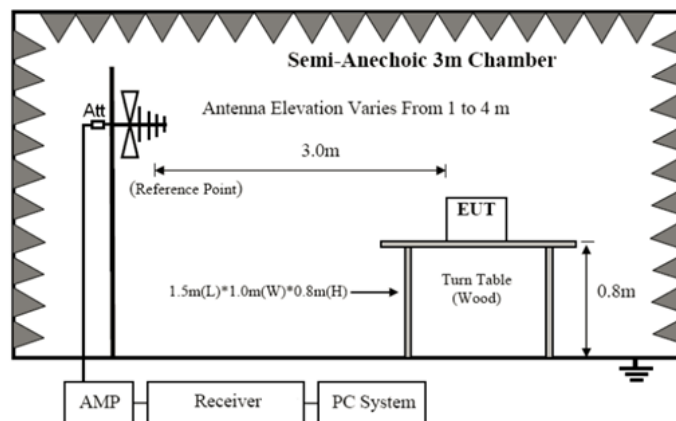 Semi-Anechoic 3m Chamber
Att
Antenna Elevation Varies From 1 to 4 m
3.0m
(Reference Point)
EUT
1.5m(L)*1.0m(W)*0.8m(H)
Turn Table
(Wood)
0.8m
AMP
Receiver
PC System